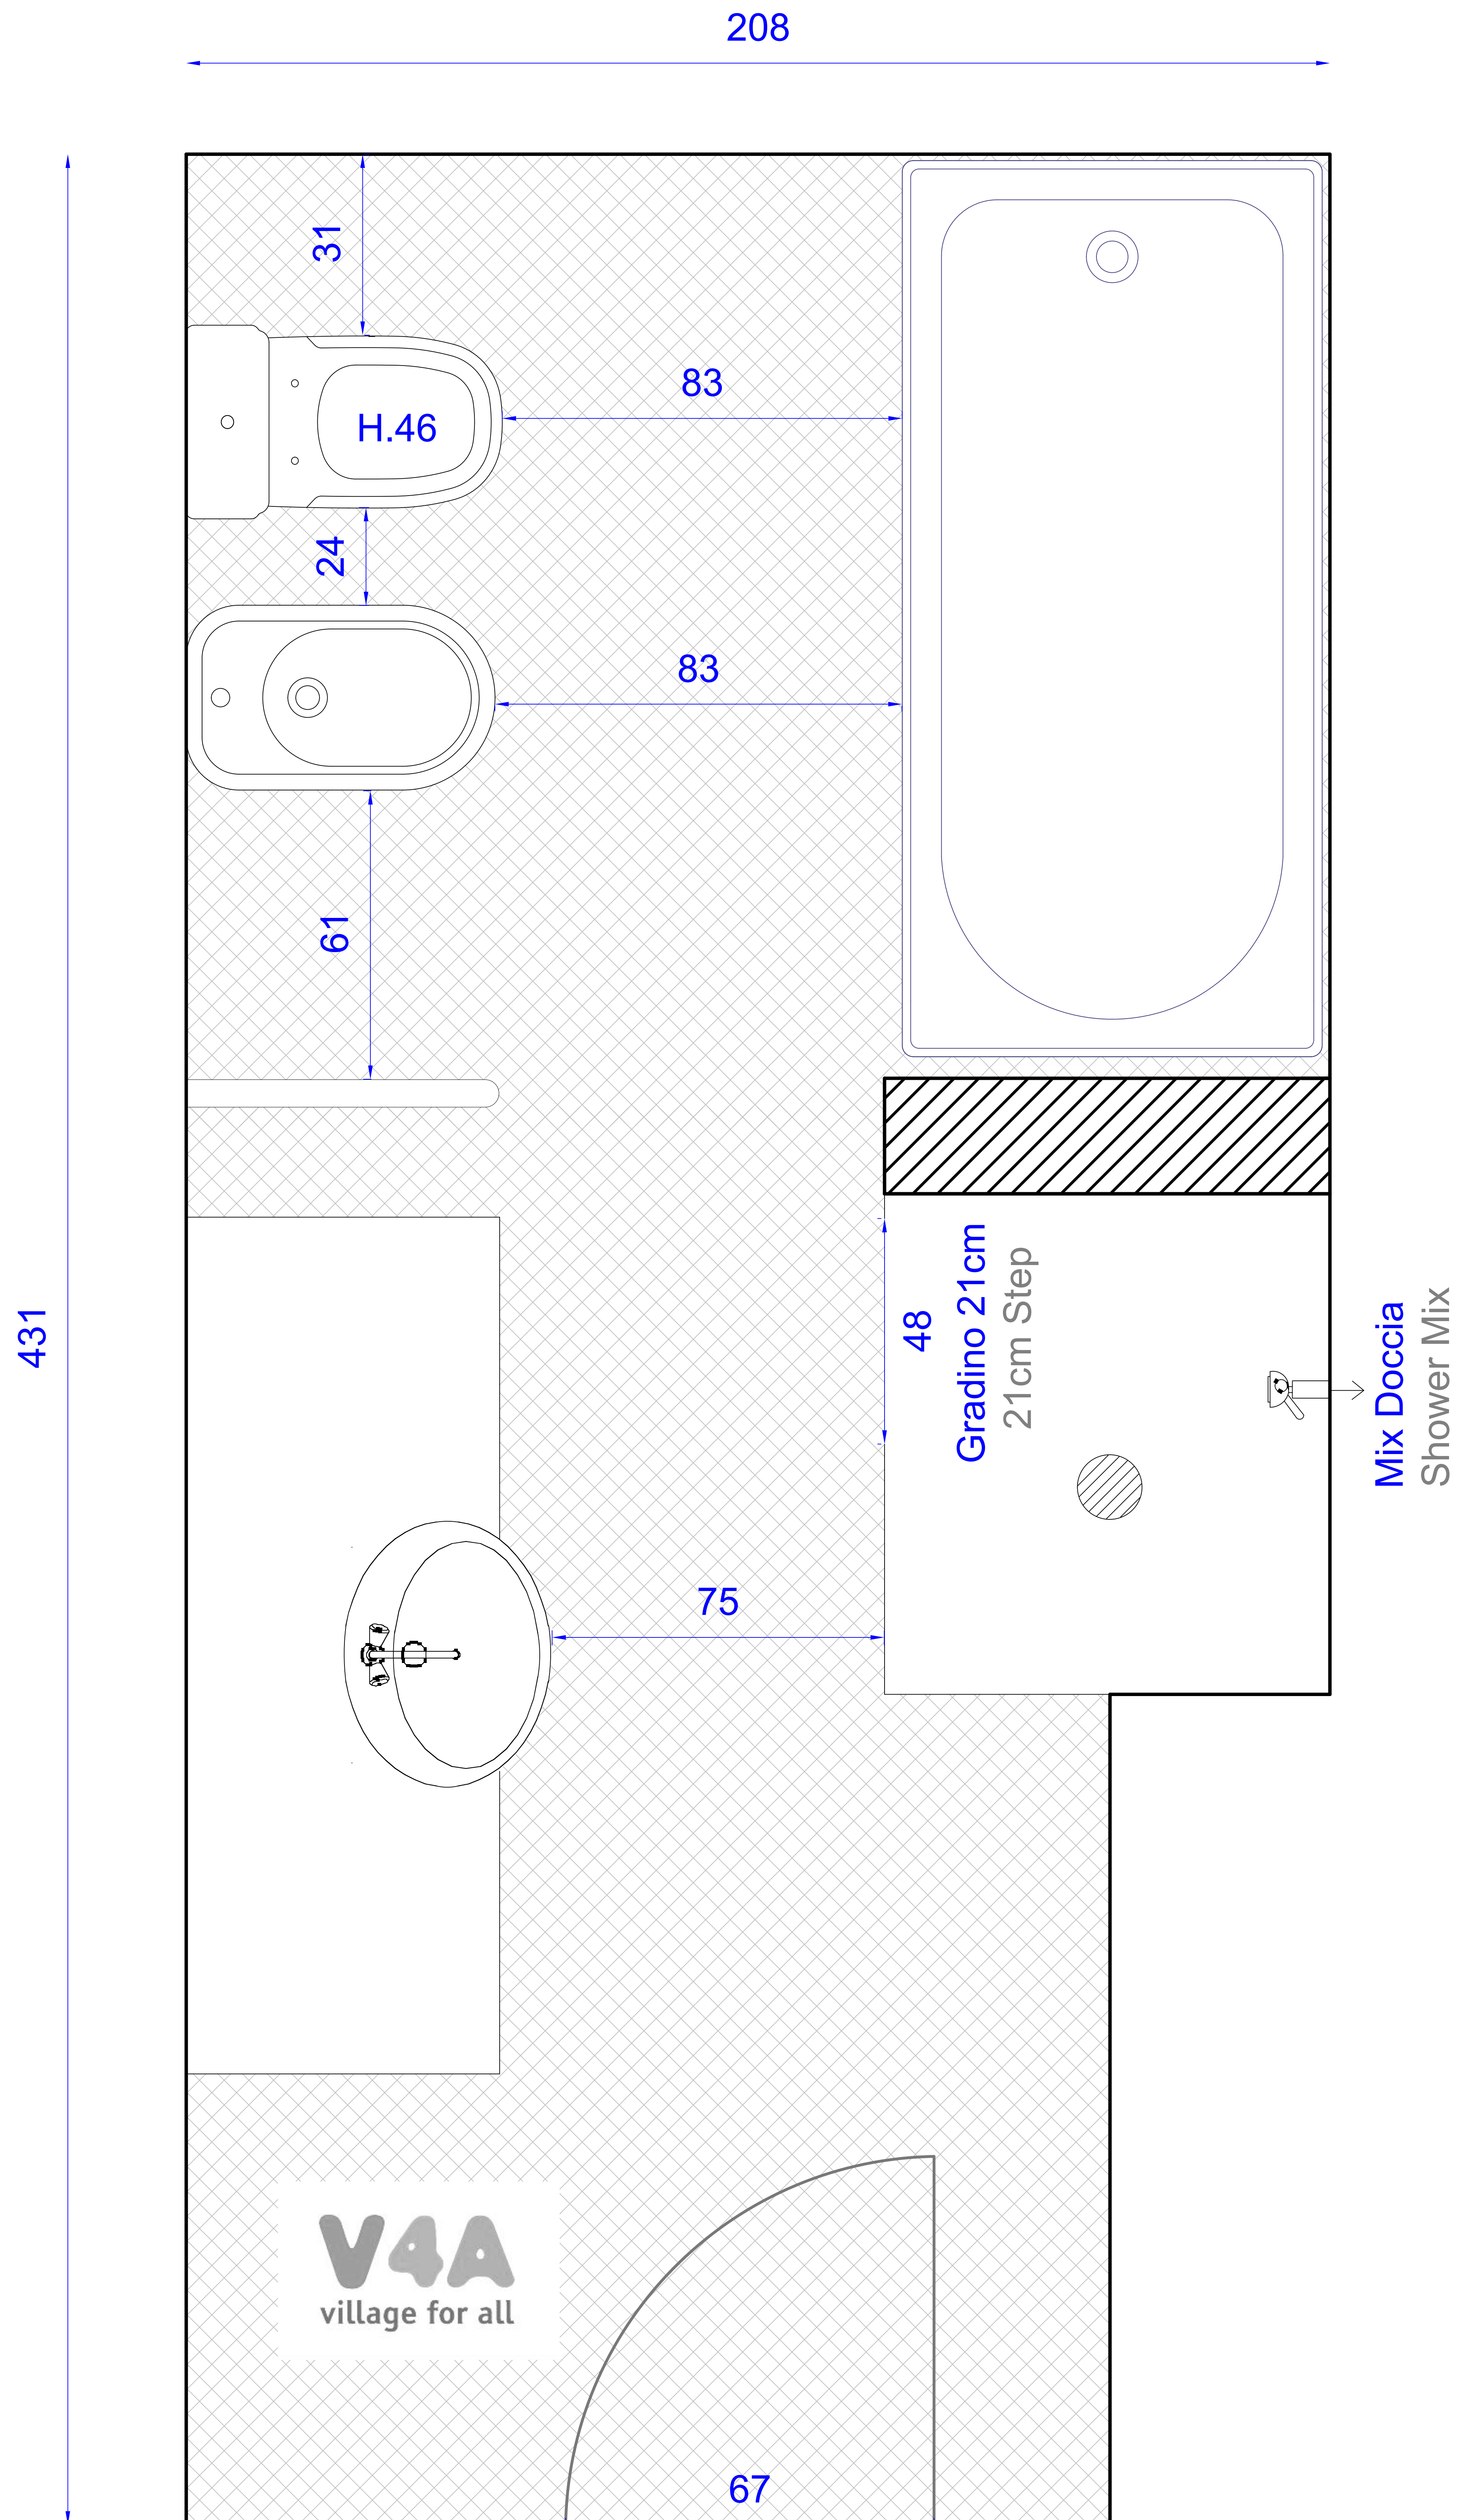 208
31
83
H.46
24
83
61
431
48
Gradino 21cm
21cm Step
Mix Doccia
Shower Mix
75
V4A
village for all
67